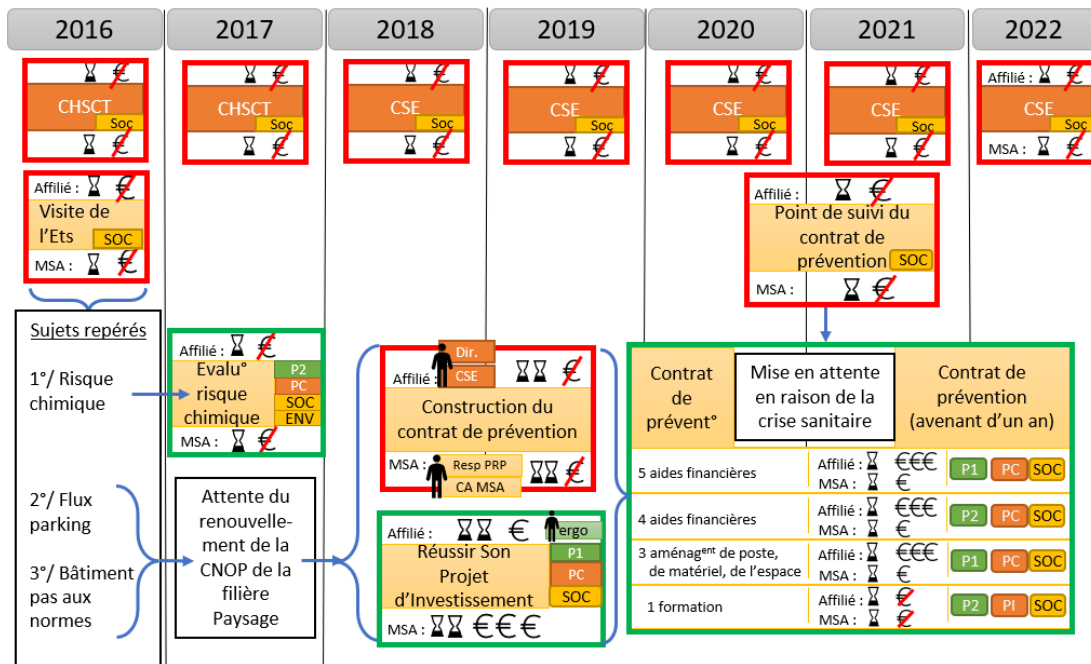 2016
2017
2018
2019
2020
2021
2022
€
CHSCT
Soc
€
€
CHSCT
Soc
€
€
CSE
Soc
€
€
CSE
Soc
€
€
CSE
Soc
€
€
CSE
Soc
€
Affilié : €
CSE
Soc
MSA : €
Affilié : €
Visite de
l'Ets
SOC
MSA : €
Affilié : €
Point de suivi du
contrat de
prévention
SOC
MSA : €
Sujets repérés
1°/ Risque
chimique
2°/ Flux
parking
3°/ Bâtiment
pas aux
normes
Affilié : €
Evalu°
risque
chimique
P2
PC
SOC
ENV
MSA : €
Attente du
renouvelle-
ment de la
CNOP de la
filière
Paysage
Dir.
Affilié : CSE €
Construction du
contrat de prévention
MSA : Resp PRP €
CA MSA
Affilié : € ergo
Réussir Son
Projet
d'Investissement
P1
PC
SOC
MSA : € € €
Contrat
de
prévent°
Mise en attente
en raison de la
crise sanitaire
Contrat de
prévention
(avenant d'un an)
5 aides financières
Affilié : €€€
MSA : €
P1 PC SOC
4 aides financières
Affilié : €€€
MSA : €
P2 PC SOC
3 aménagent de poste,
de matériel, de l'espace
Affilié : €€€
MSA : €
P1 PC SOC
1 formation
Affilié : €
MSA : €
P2 PI SOC